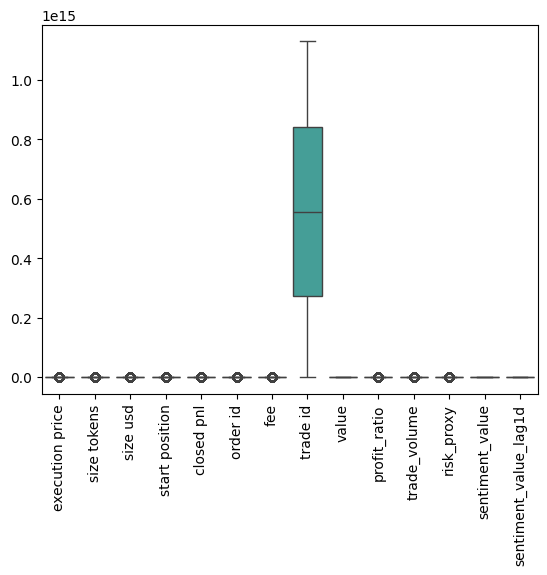 1e15
1.0
0.8
0.6
0.4
0.2
0.0
execution price
size tokens
size usd
start position
closed pnl
order id
fee
trade id
value
profit_ratio
trade_volume
risk_proxy
sentiment_value
sentiment_value_lag1d